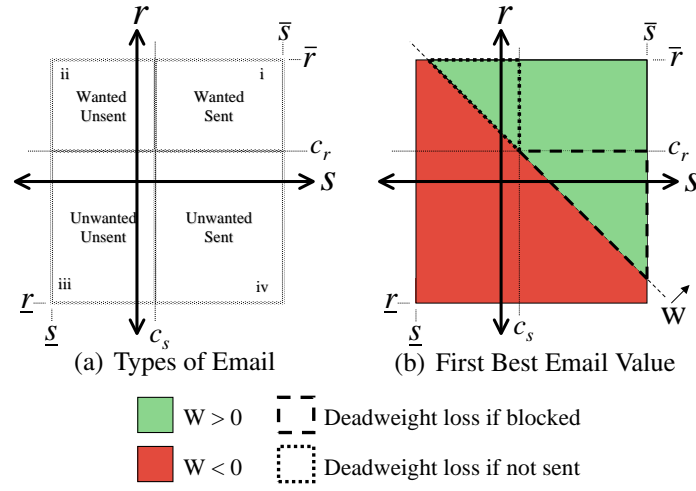 r
s̅
r̅
ii
i
Wanted
Unsent
Wanted
Sent
c_r
s
Unwanted
Unsent
Unwanted
Sent
iii
iv
r̲
s̲
c_s
(a) Types of Email
r
s̅
r̅
c_r
s
r̲
W
s̲
c_s
(b) First Best Email Value
W > 0
Deadweight loss if blocked
W < 0
Deadweight loss if not sent